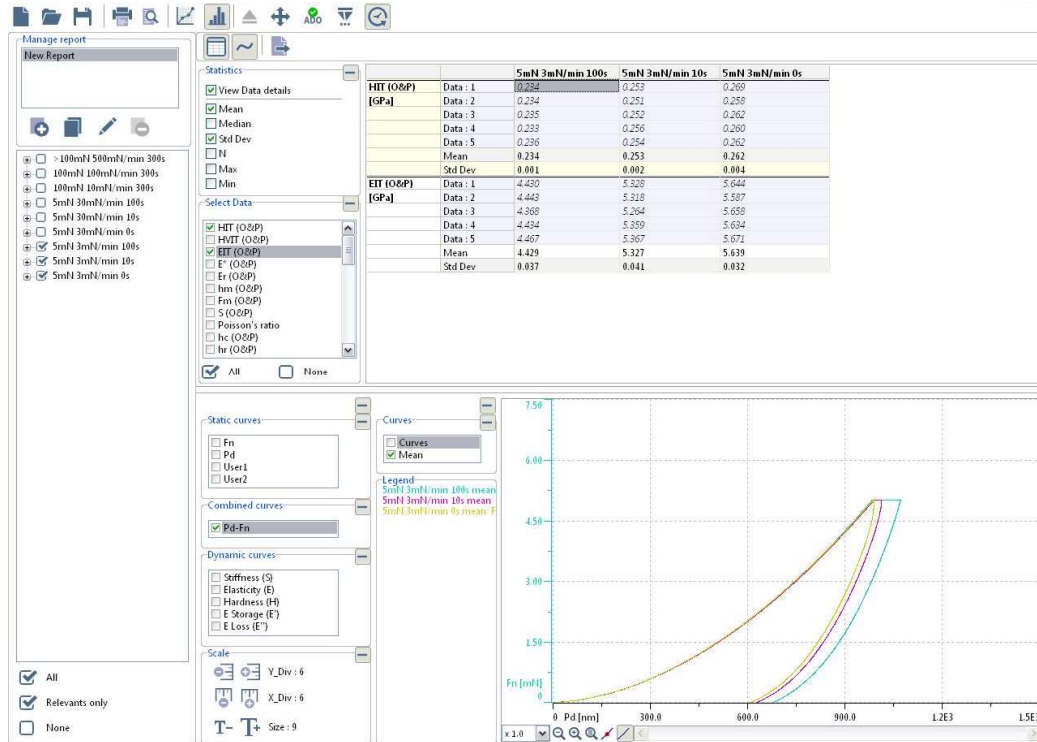 ADO
Manage report
New Report
>100mN 500mN/min 300s
100mN 100mN/min 300s
100mN 10mN/min 300s
5mN 30mN/min 100s
5mN 30mN/min 10s
5mN 30mN/min 0s
5mN 3mN/min 100s
5mN 3mN/min 10s
5mN 3mN/min 0s
All
Relevants only
None
Statistics
View Data details
Mean
Median
Std Dev
N
Max
Min
Select Data
HIT (O&P)
HVIT (O&P)
EIT (O&P)
E* (O&P)
Er (O&P)
hm (O&P)
Fm (O&P)
S (O&P)
Poisson's ratio
hc (O&P)
hr (O&P)
All None
5mN 3mN/min 100s 5mN 3mN/min 10s 5mN 3mN/min 0s
HIT (O&P) Data : 1 0.234 0.253 0.269
[GPa] Data : 2 0.234 0.251 0.258
Data : 3 0.235 0.252 0.262
Data : 4 0.233 0.256 0.260
Data : 5 0.236 0.254 0.262
Mean 0.234 0.253 0.262
Std Dev 0.001 0.002 0.004
EIT (O&P) Data : 1 4.430 5.328 5.644
[GPa] Data : 2 4.443 5.318 5.587
Data : 3 4.368 5.264 5.658
Data : 4 4.434 5.359 5.634
Data : 5 4.467 5.367 5.671
Mean 4.429 5.327 5.639
Std Dev 0.037 0.041 0.032
Static curves
Fn
Pd
User1
User2
Combined curves
Pd-Fn
Dynamic curves
Stiffness (S)
Elasticity (E)
Hardness (H)
E Storage (E')
E Loss (E'')
Scale
Y_Div : 6
X_Div : 6
T- T+ Size : 9
Curves
Curves
Mean
Legend
5mN 3mN/min 100s mean
5mN 3mN/min 10s mean
5mN 3mN/min 0s mean F
7.50
6.00
4.50
3.00
1.50
Fn [mN]
0
0 Pd [nm] 300.0 600.0 900.0 1.2E3 1.5E3
x 1.0